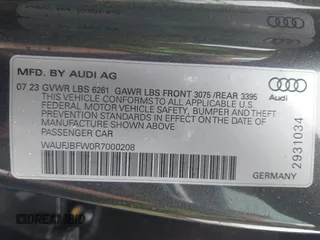 MFD. BY AUDI AG
07 23 GVWR LBS 6261 GAWR LBS FRONT 3075 /REAR 3395
THIS VEHICLE CONFORMS TO ALL APPLICABLE U.S.
FEDERAL MOTOR VEHICLE SAFETY, BUMPER AND THEFT
PREVENTION STANDARDS IN EFFECT ON THE DATE OF
MANUFACTURE SHOWN ABOVE.
PASSENGER CAR
WAUFJBFW0R7000208
GERMANY
Audi
2931034